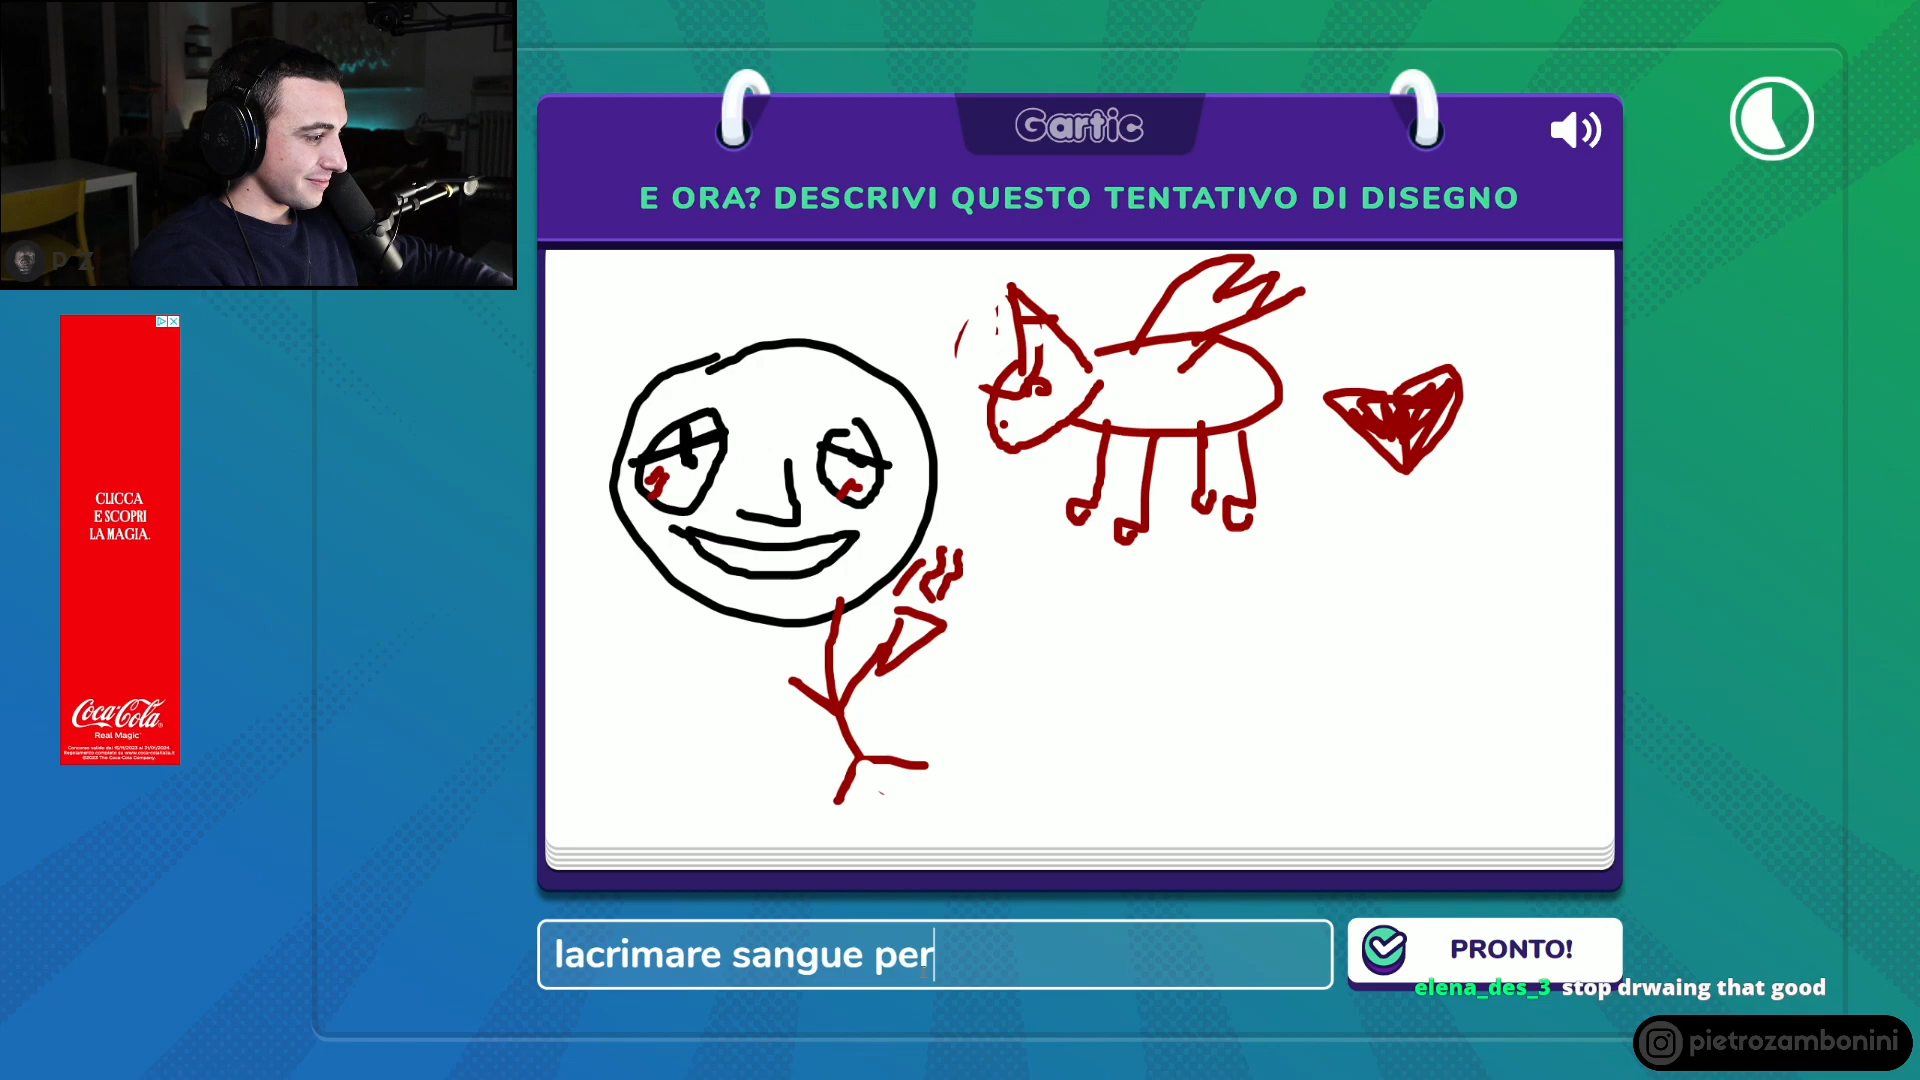 Gartic
E ORA? DESCRIVI QUESTO TENTATIVO DI DISEGNO
P Z
CLICCA
E SCOPRI
LA MAGIA.
Coca-Cola
Real Magic
lacrimare sangue per
PRONTO!
elena_des_3 stop drwaing that good
pietrozambonini